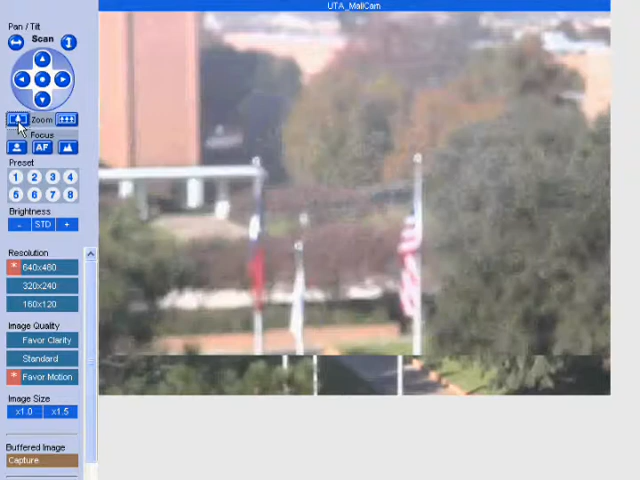 UTA_MallCam
Pan / Tilt
Scan
Zoom
Focus
AF
Preset
1 2 3 4
5 6 7 8
Brightness
- STD +
Resolution
* 640x480
320x240
160x120
Image Quality
Favor Clarity
Standard
* Favor Motion
Image Size
x1.0 x1.5
Buffered Image
Capture